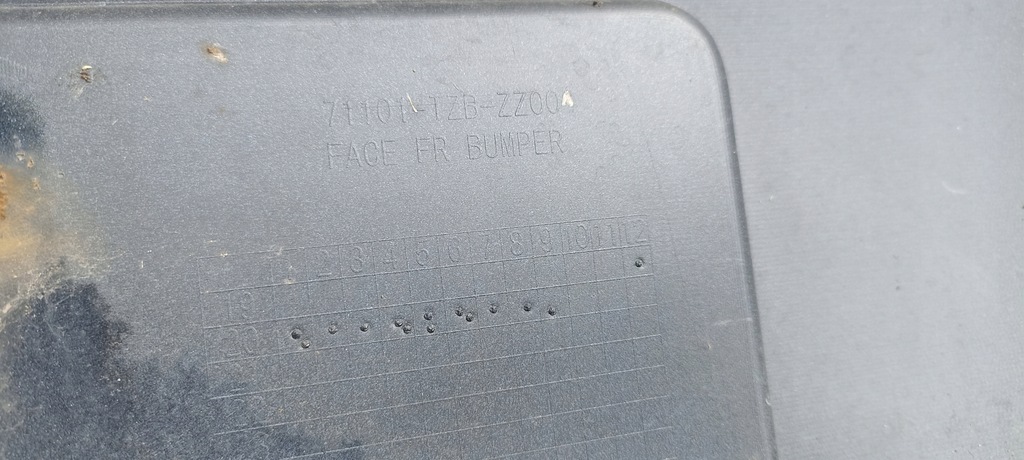 71101-TZB-ZZ00
FACE FR BUMPER
2 3 4 5 6 7 8 9 10 11 12
19
20